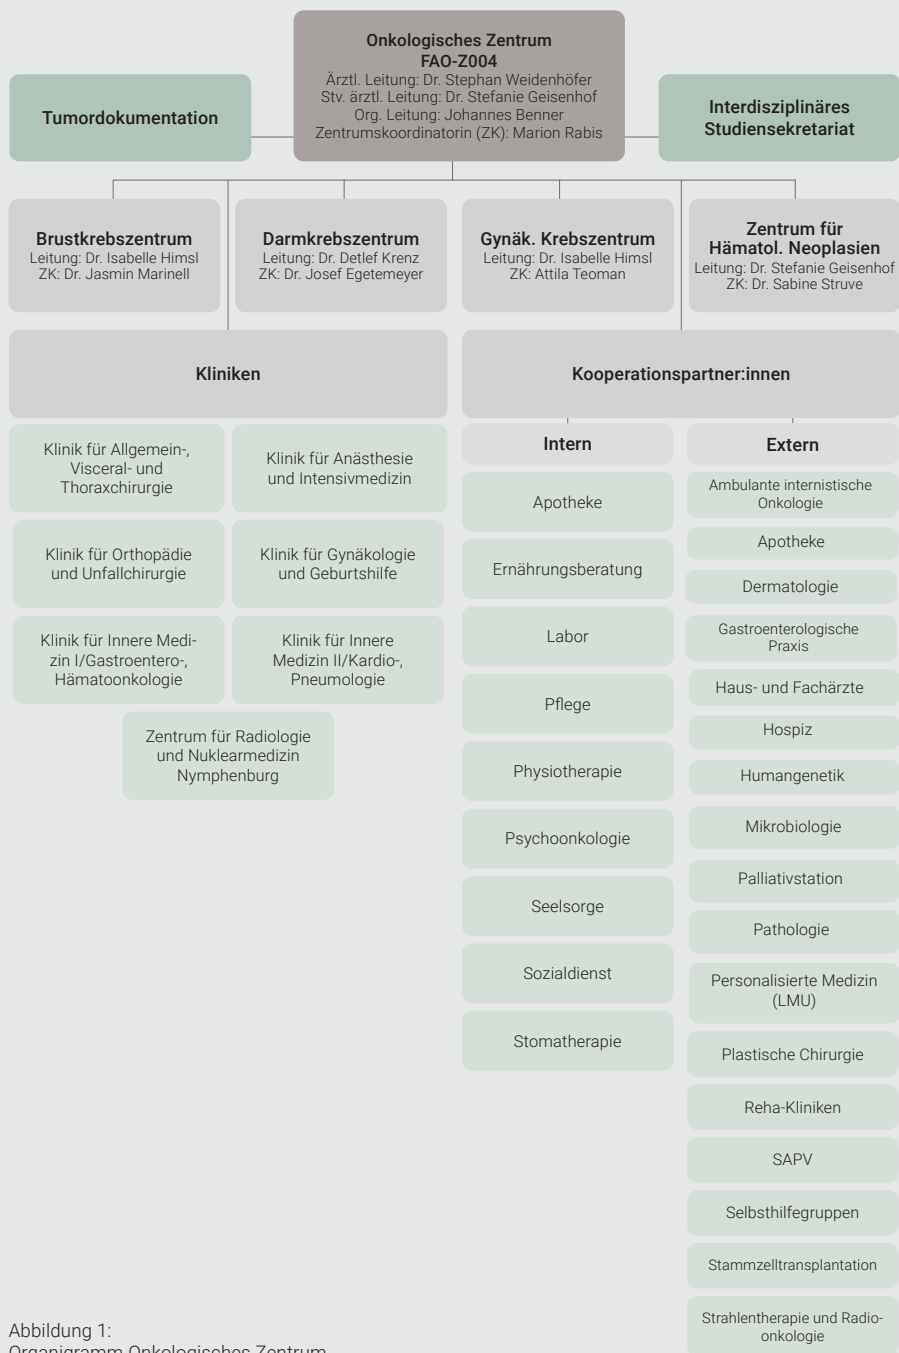 Onkologisches Zentrum
FAO-Z004
Ärztl. Leitung: Dr. Stephan Weidenhöfer
Stv. ärztl. Leitung: Dr. Stefanie Geisenhof
Org. Leitung: Johannes Benner
Zentrumskoordinatorin (ZK): Marion Rabis
Tumordokumentation
Interdisziplinäres
Studiensekretariat
Brustkrebszentrum
Leitung: Dr. Isabelle Himsl
ZK: Dr. Jasmin Marinell
Darmkrebszentrum
Leitung: Dr. Detlef Krenz
ZK: Dr. Josef Egetemeyer
Gynäk. Krebszentrum
Leitung: Dr. Isabelle Himsl
ZK: Attila Teoman
Zentrum für
Hämatol. Neoplasien
Leitung: Dr. Stefanie Geisenhof
ZK: Dr. Sabine Struve
Kliniken
Klinik für Allgemein-,
Visceral- und
Thoraxchirurgie
Klinik für Anästhesie
und Intensivmedizin
Klinik für Orthopädie
und Unfallchirurgie
Klinik für Gynäkologie
und Geburtshilfe
Klinik für Innere Medi-
zin I/Gastroentero-,
Hämatoonkologie
Klinik für Innere
Medizin II/Kardio-,
Pneumologie
Zentrum für Radiologie
und Nuklearmedizin
Nymphenburg
Kooperationspartner:innen
Intern
Apotheke
Ernährungsberatung
Labor
Pflege
Physiotherapie
Psychoonkologie
Seelsorge
Sozialdienst
Stomatherapie
Extern
Ambulante internistische
Onkologie
Apotheke
Dermatologie
Gastroenterologische
Praxis
Haus- und Fachärzte
Hospiz
Humangenetik
Mikrobiologie
Palliativstation
Pathologie
Personalisierte Medizin
(LMU)
Plastische Chirurgie
Reha-Kliniken
SAPV
Selbsthilfegruppen
Stammzelltransplantation
Strahlentherapie und Radio-
onkologie
Abbildung 1:
Organigramm Onkologisches Zentrum